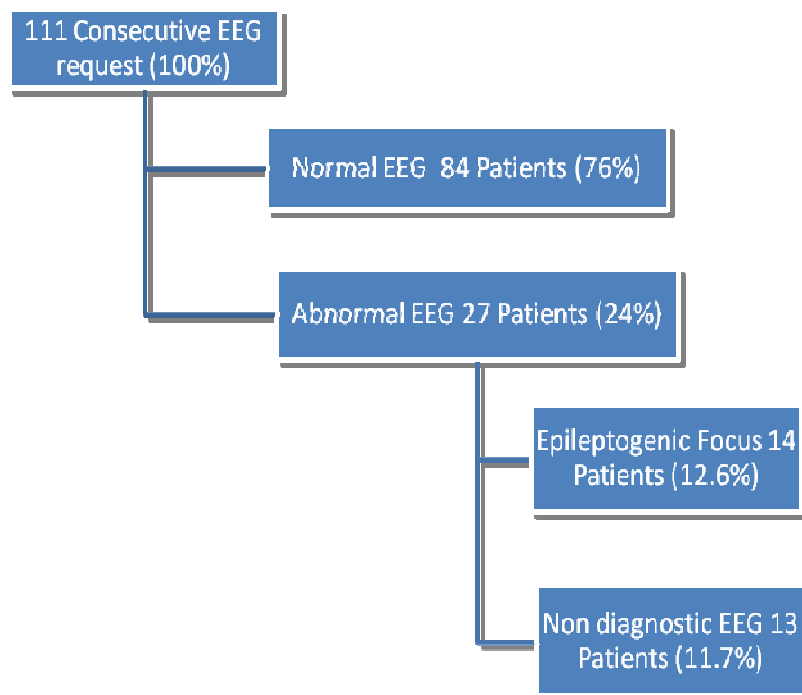 111 Consecutive EEG
request (100%)
Normal EEG  84 Patients (76%)
Abnormal EEG 27 Patients (24%)
Epileptogenic Focus 14
Patients (12.6%)
Non diagnostic EEG 13
Patients (11.7%)